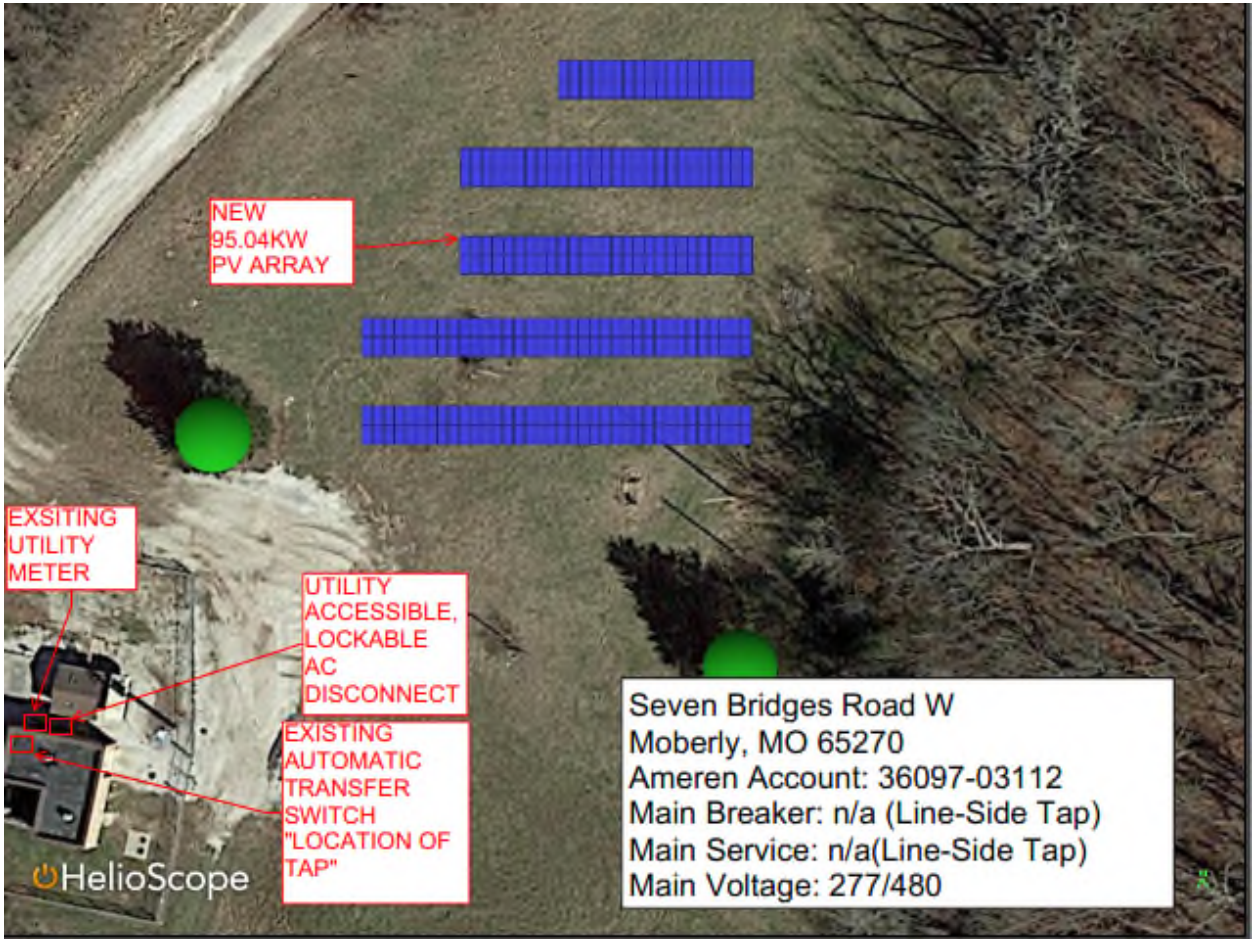 NEW
95.04KW
PV ARRAY
EXSITING
UTILITY
METER
UTILITY
ACCESSIBLE,
LOCKABLE
AC
DISCONNECT
EXISTING
AUTOMATIC
TRANSFER
SWITCH
"LOCATION OF
TAP"
Seven Bridges Road W
Moberly, MO 65270
Ameren Account: 36097-03112
Main Breaker: n/a (Line-Side Tap)
Main Service: n/a(Line-Side Tap)
Main Voltage: 277/480
HelioScope